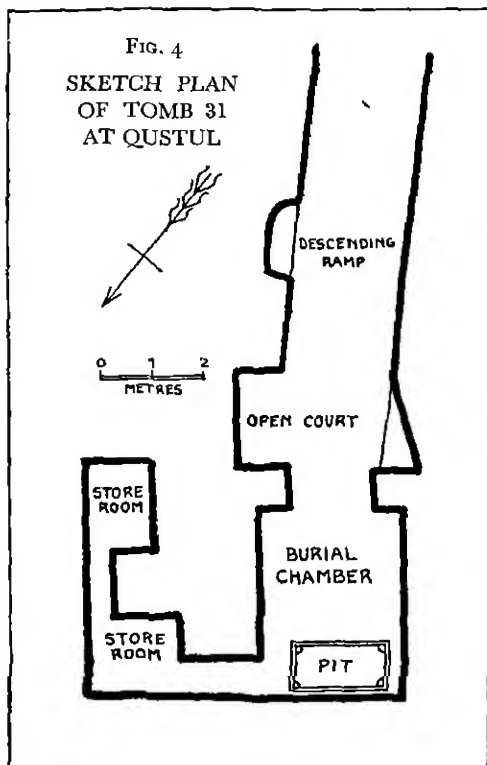 FIG. 4
SKETCH PLAN
OF TOMB 31
AT QUSTUL
DESCENDING
RAMP
0 1 2
METRES
OPEN COURT
STORE
ROOM
BURIAL
CHAMBER
STORE
ROOM
PIT